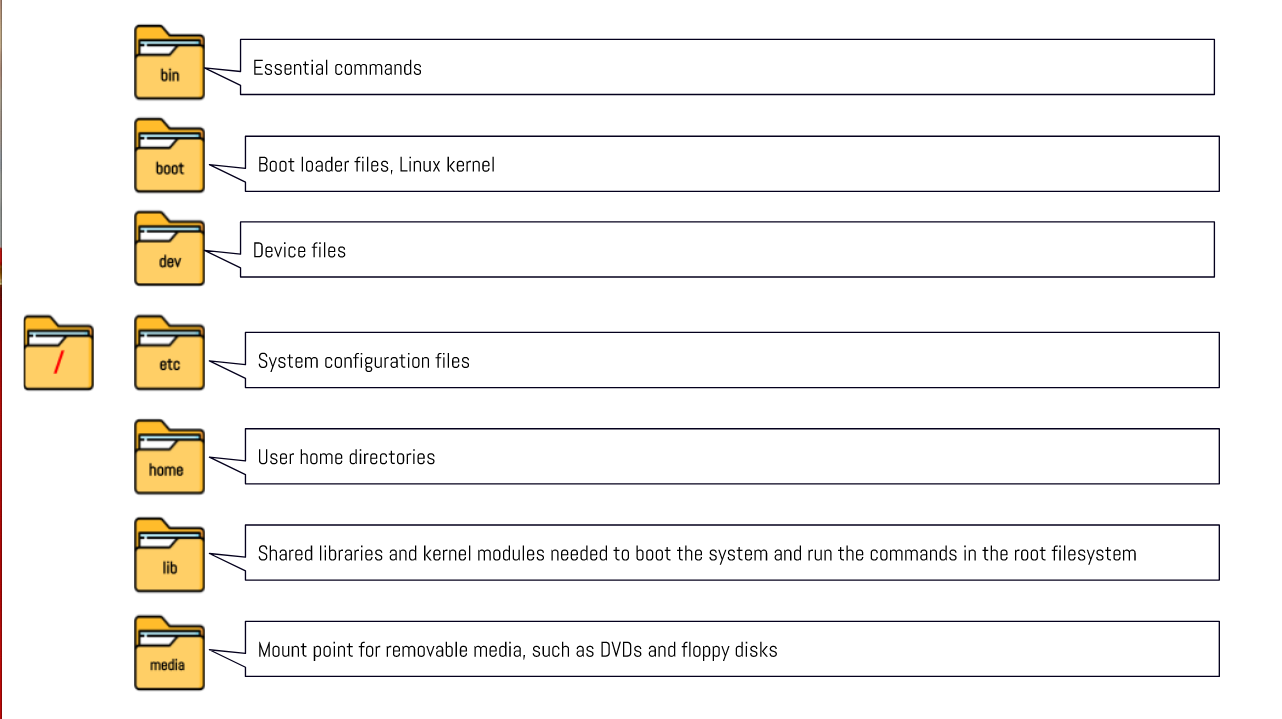 bin
Essential commands
boot
Boot loader files, Linux kernel
dev
Device files
/
etc
System configuration files
home
User home directories
lib
Shared libraries and kernel modules needed to boot the system and run the commands in the root filesystem
media
Mount point for removable media, such as DVDs and floppy disks